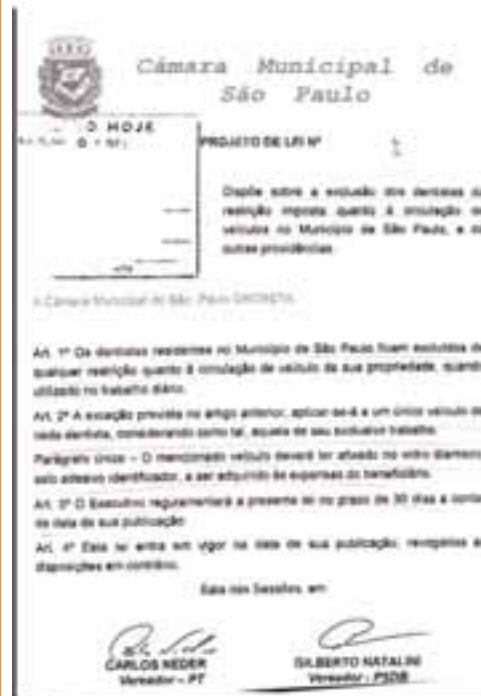 Câmara Municipal de
São Paulo
O HOJE
PROJETO DE LEI Nº
Dispõe sobre a exclusão dos dentistas da
restrição imposta quanto à circulação de
veículos no Município de São Paulo, e dá
outras providências.
A Câmara Municipal de São Paulo DECRETA:
Art. 1º Os dentistas residentes no Município de São Paulo ficam excluídos de
qualquer restrição quanto à circulação de veículo de sua propriedade, quando
utilizado no trabalho diário.
Art. 2º A exceção prevista no artigo anterior, aplicar-se-á a um único veículo de
cada dentista, considerando como tal, aquele de seu exclusivo trabalho.
Parágrafo único – O mencionado veículo deverá ter afixado no vidro dianteiro
selo adesivo identificador, a ser adquirido às expensas do beneficiário.
Art. 3º O Executivo regulamentará a presente lei no prazo de 30 dias a contar
da data de sua publicação.
Art. 4º Esta lei entra em vigor na data de sua publicação, revogadas as
disposições em contrário.
Sala das Sessões, em
CARLOS NEDER
Vereador – PT
GILBERTO NATALINI
Vereador - PSDB